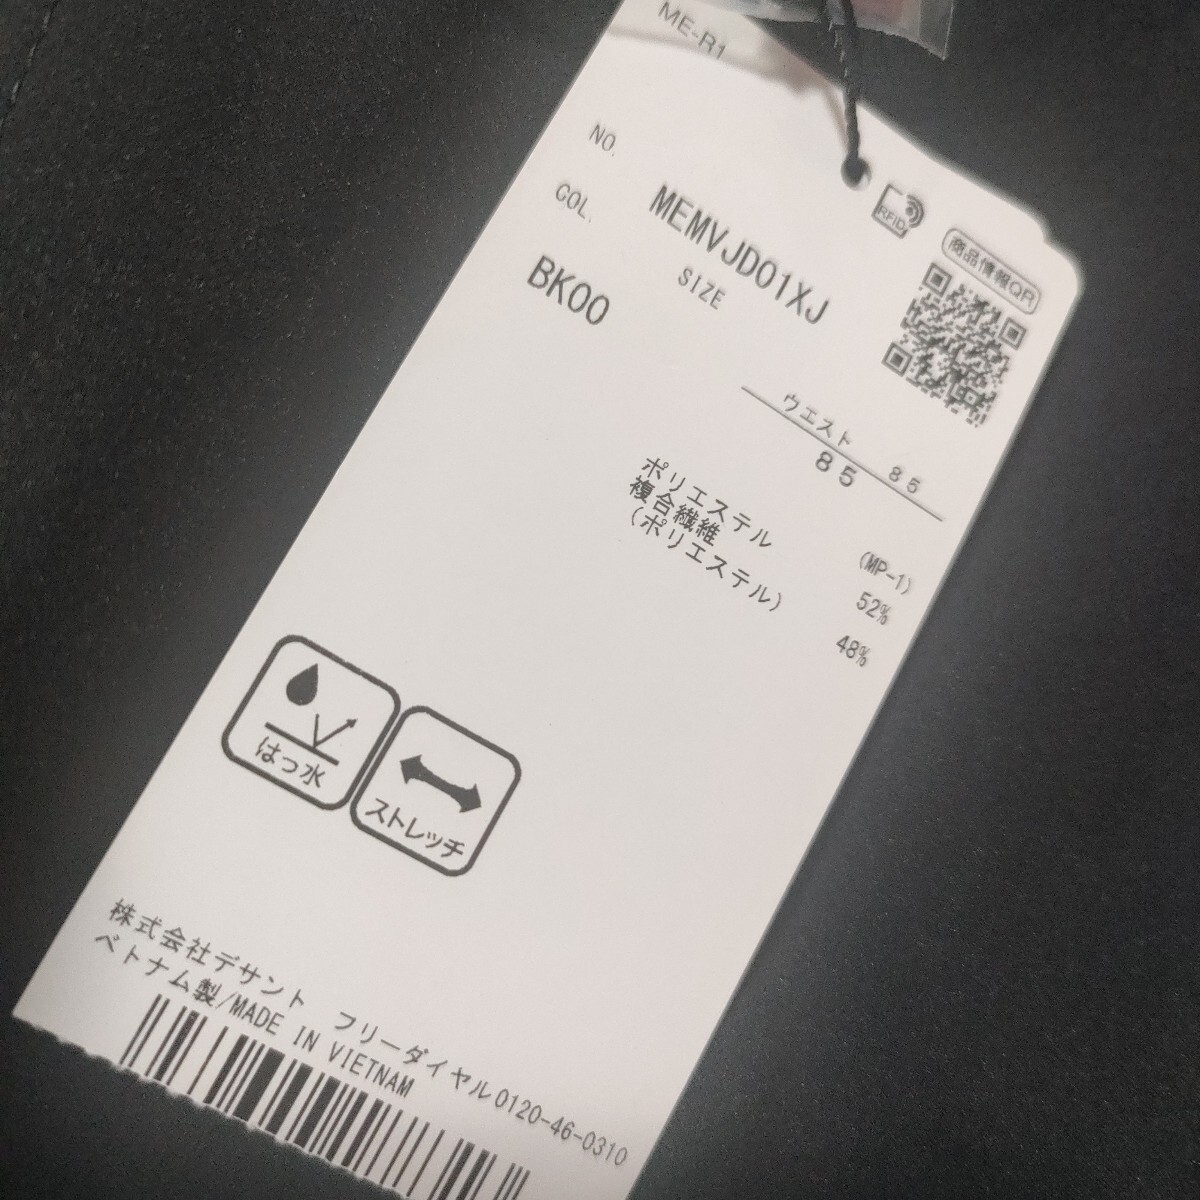 ME-R1
RFID
商品情報QR
NO.
MEMVJD01XJ
COL.
SIZE
BK00
ウエスト 85
85
(MP-1)
ポリエステル 52%
複合繊維
(ポリエステル) 48%
はっ水
ストレッチ
株式会社デサント フリーダイヤル0120-46-0310
ベトナム製/MADE IN VIETNAM